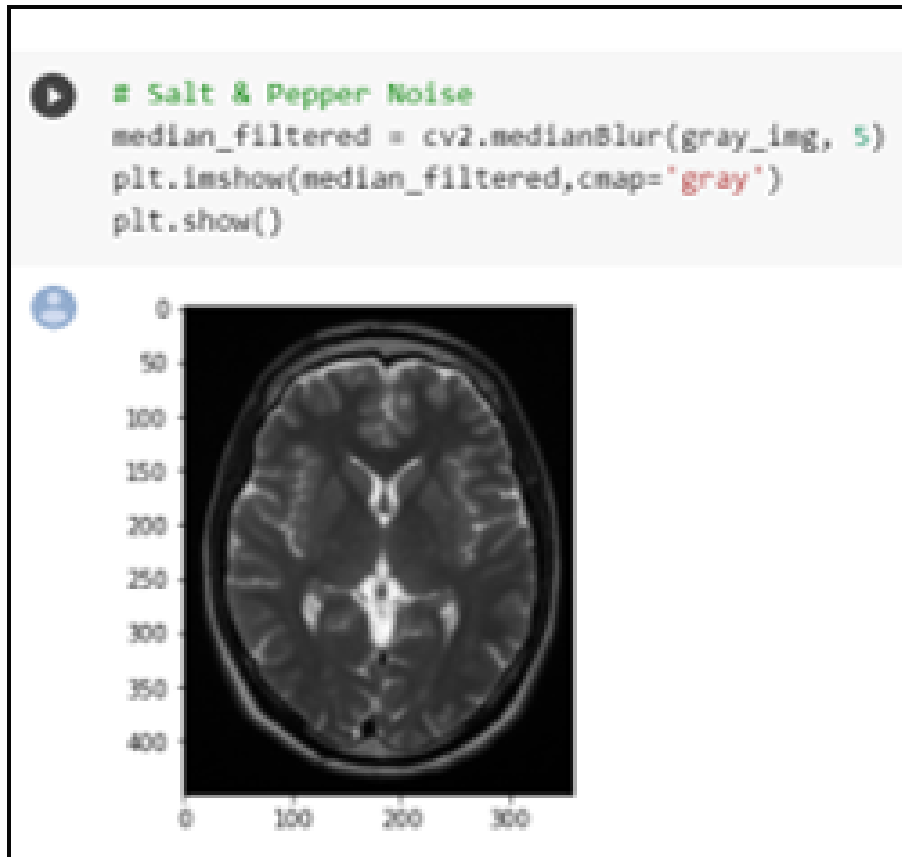 # Salt & Pepper Noise
median_filtered = cv2.medianBlur(gray_img, 5)
plt.imshow(median_filtered,cmap='gray')
plt.show()
0
50
100
150
200
250
300
350
400
0 100 200 300